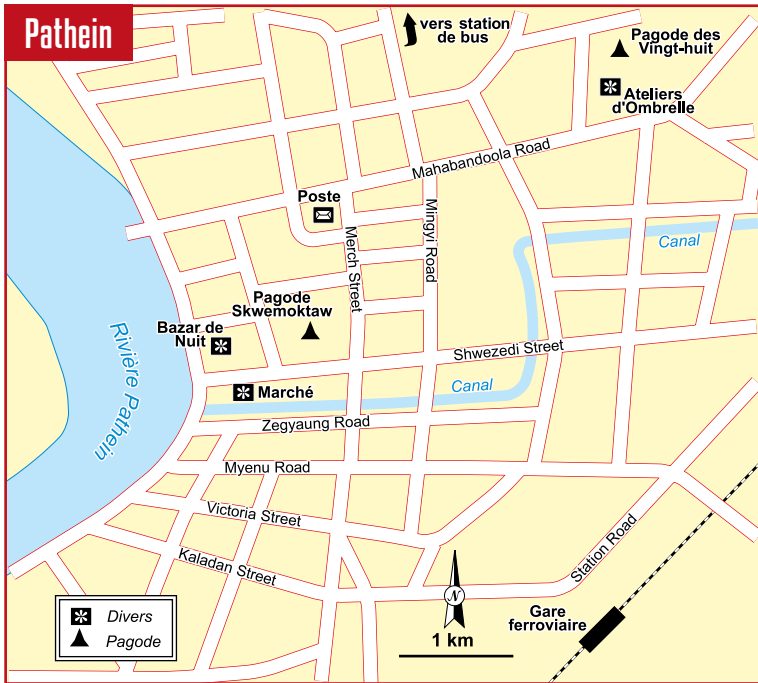 Pathein
vers station
de bus
Pagode des
Vingt-huit
Ateliers
d'Ombrelle
Mahabandoola Road
Poste
Mingyi Road
Merch Street
Canal
Pagode
Skwemoktaw
Bazar de
Nuit
Rivière Pathein
Shwezedi Street
Marché
Canal
Zegyaung Road
Myenu Road
Victoria Street
Kaladan Street
Station Road
N
Gare
ferroviaire
1 km
Divers
Pagode